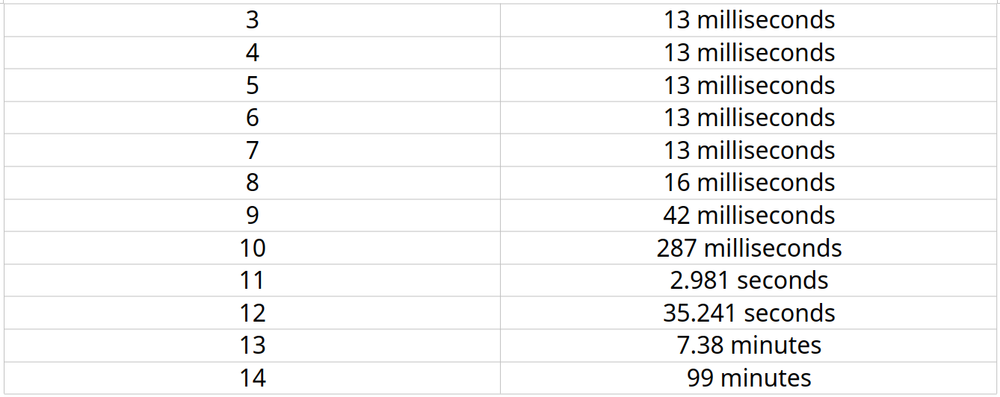 3 13 milliseconds
4 13 milliseconds
5 13 milliseconds
6 13 milliseconds
7 13 milliseconds
8 16 milliseconds
9 42 milliseconds
10 287 milliseconds
11 2.981 seconds
12 35.241 seconds
13 7.38 minutes
14 99 minutes